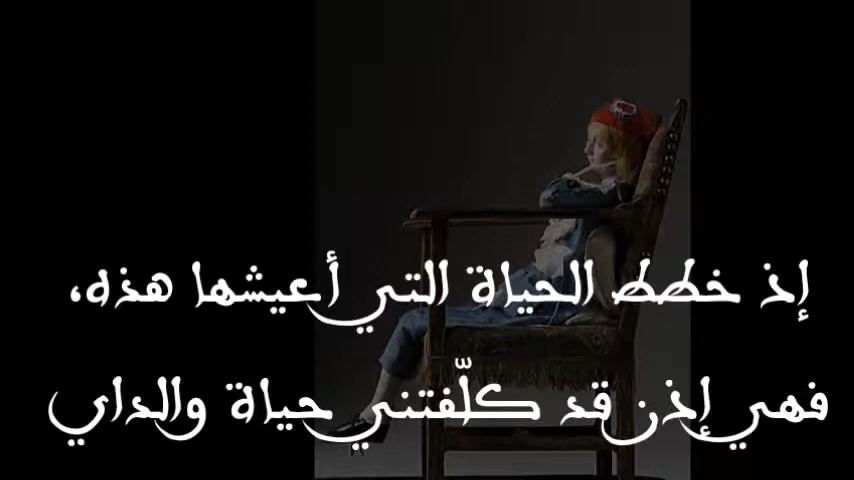 إذ خطط الحياة التي أعيشها هذه،
فهي إذن قد كلّفتني حياة والداي